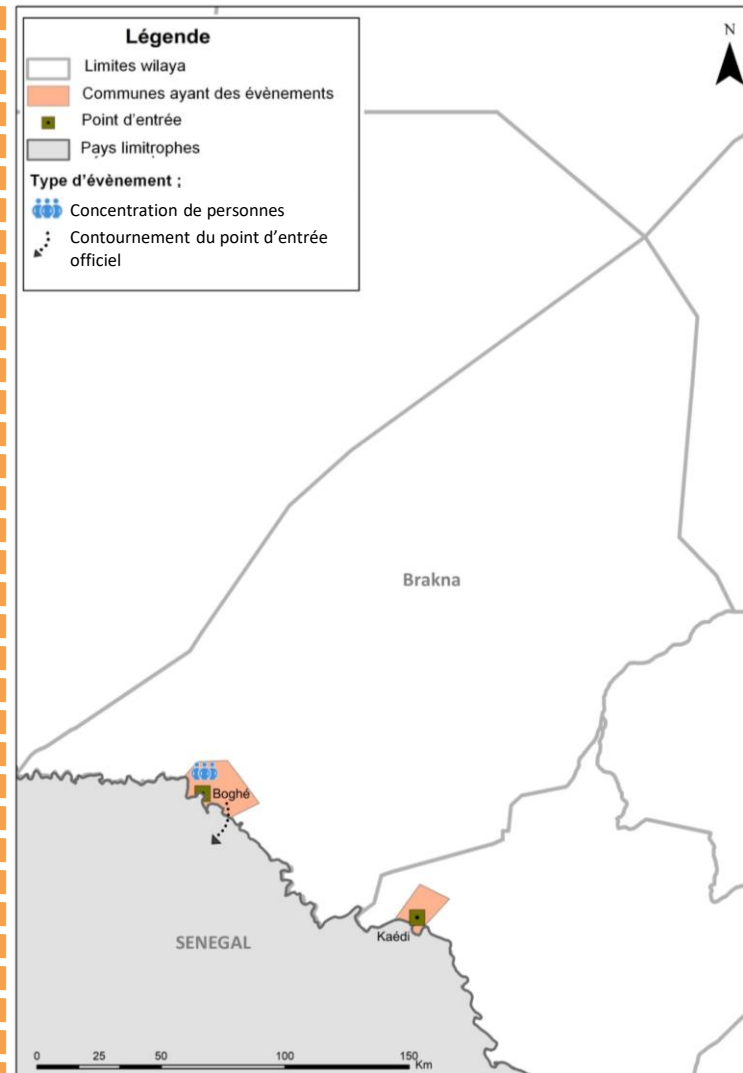 Légende
Limites wilaya
Communes ayant des évènements
Point d'entrée
Pays limitrophes
Type d'évènement ;
Concentration de personnes
Contournement du point d'entrée
officiel
N
Brakna
Boghé
Kaédi
SENEGAL
0 25 50 100 150
Km